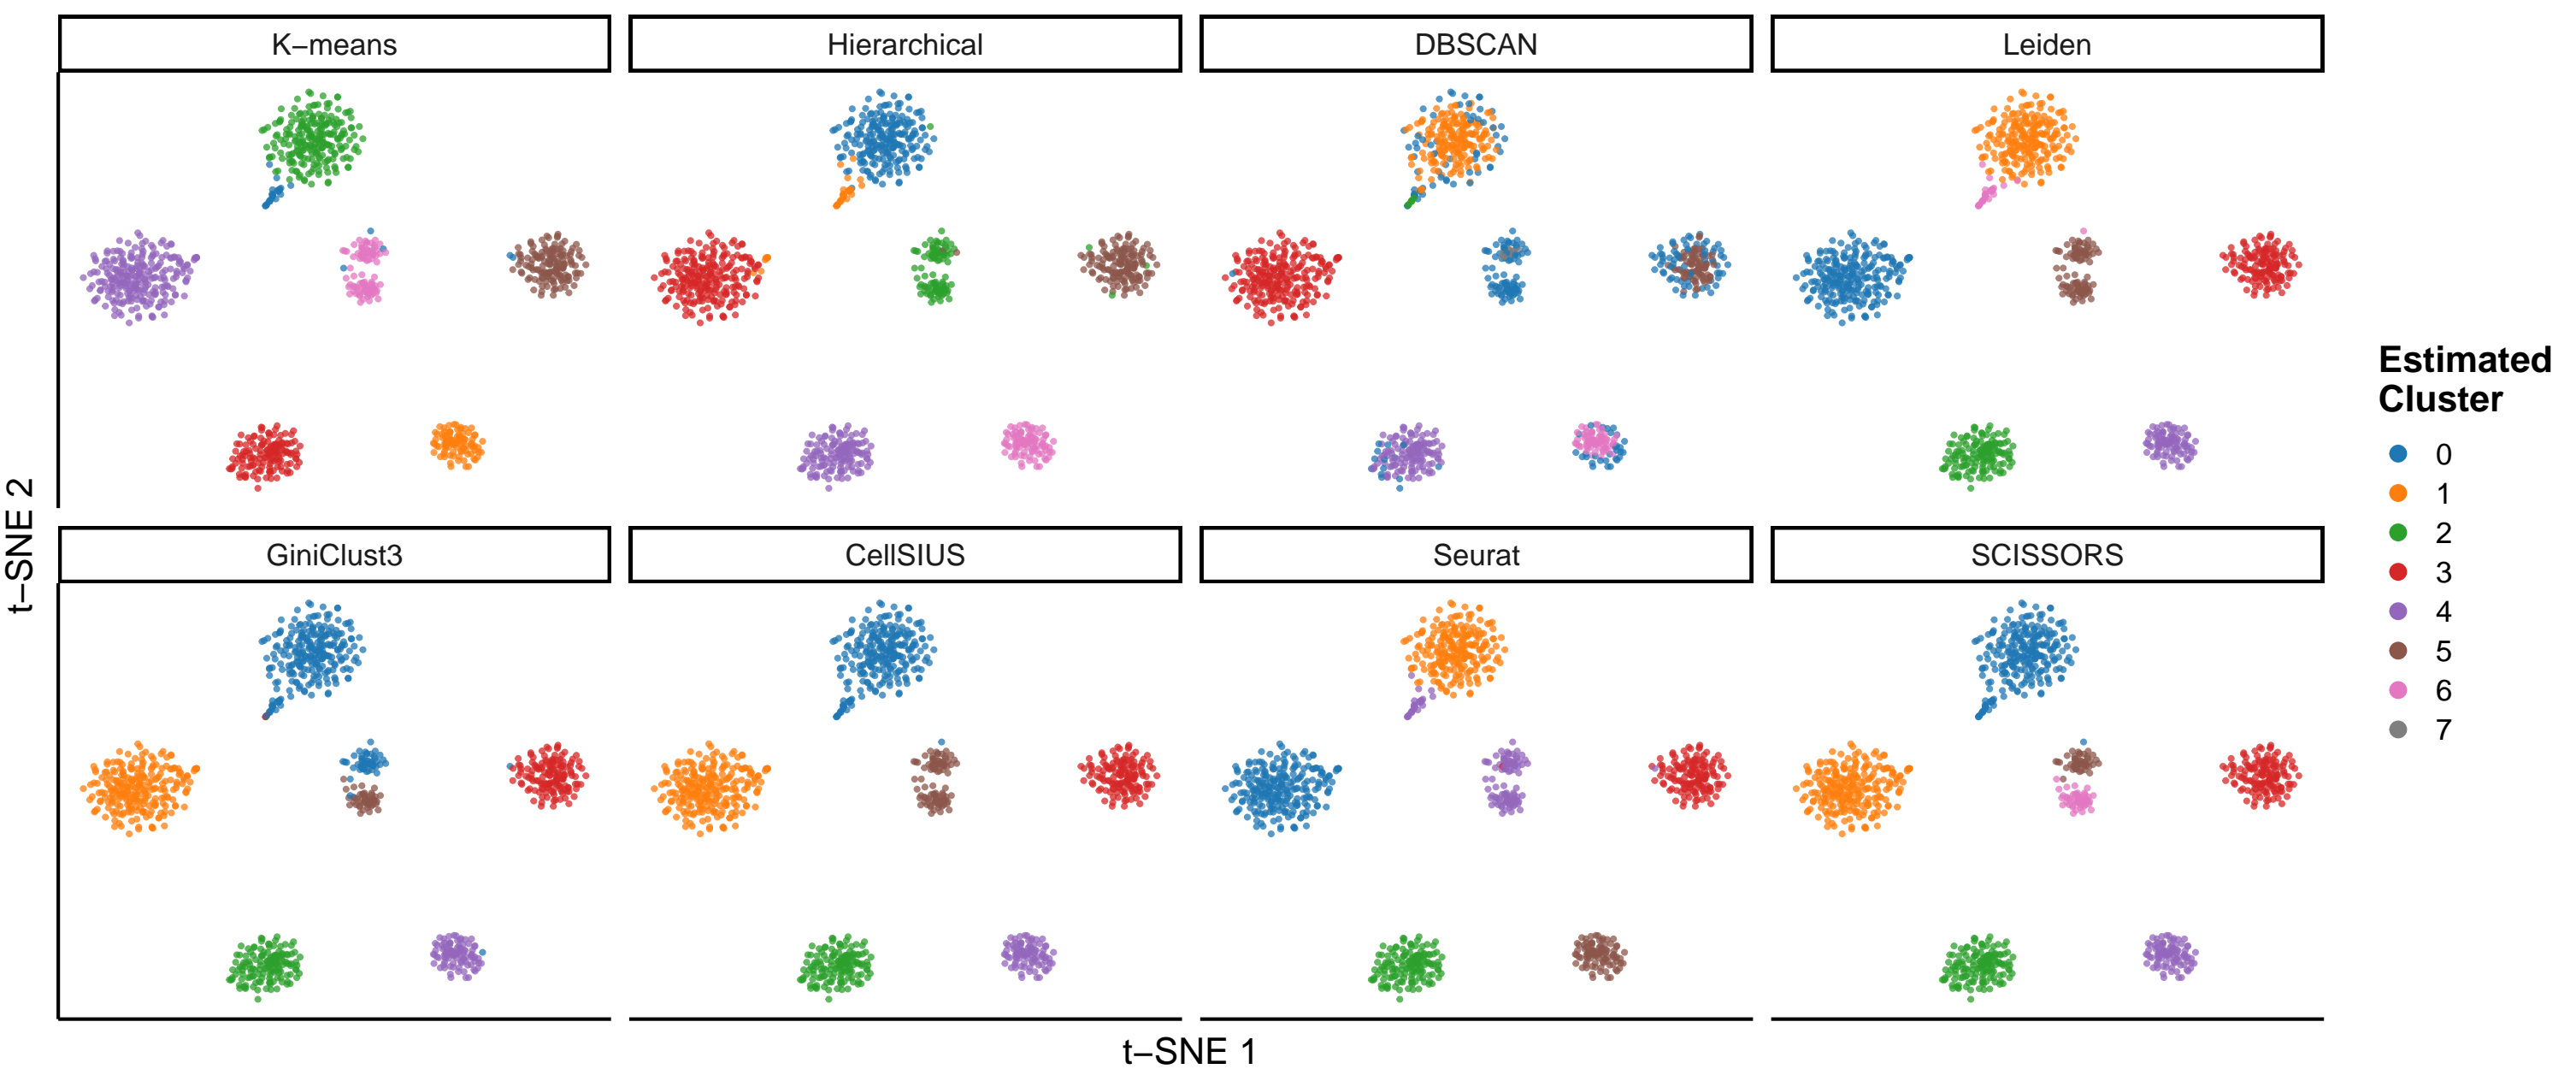 K−means
Hierarchical
DBSCAN
Leiden
GiniClust3
CellSIUS
Seurat
SCISSORS
t−SNE 2
t−SNE 1
Estimated
Cluster
0
1
2
3
4
5
6
7